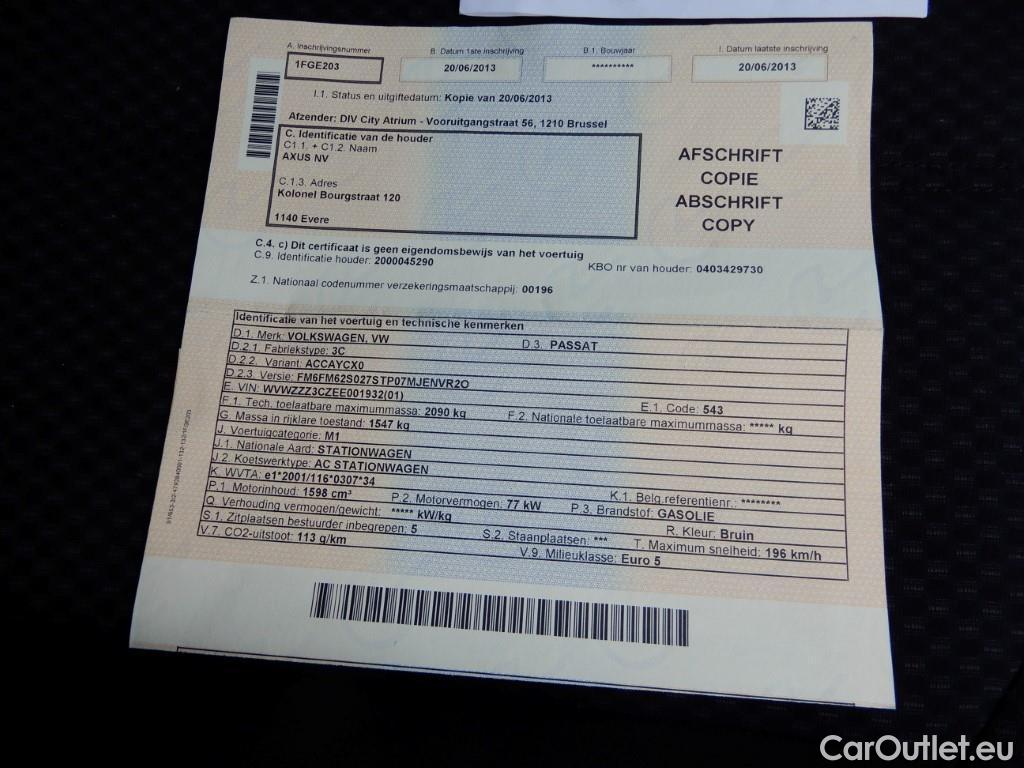 A. Inschrijvingsnummer B. Datum 1ste inschrijving B.1. Bouwjaar I. Datum laatste inschrijving
1FGE203 20/06/2013 ********** 20/06/2013
I.1. Status en uitgiftedatum: Kopie van 20/06/2013
Afzender: DIV City Atrium - Vooruitgangstraat 56, 1210 Brussel
C. Identificatie van de houder
C1.1. + C1.2. Naam
AXUS NV
C.1.3. Adres
Kolonel Bourgstraat 120
1140 Evere
AFSCHRIFT
COPIE
ABSCHRIFT
COPY
C.4. c) Dit certificaat is geen eigendomsbewijs van het voertuig
C.9. Identificatie houder: 2000045290 KBO nr van houder: 0403429730
Z.1. Nationaal codenummer verzekeringsmaatschappij: 00196
Identificatie van het voertuig en technische kenmerken
D.1. Merk: VOLKSWAGEN, VW D.3. PASSAT
D.2.1. Fabriekstype: 3C
D.2.2. Variant: ACCAYCX0
D.2.3. Versie: FM6FM62S027STP07MJENVR2O
E. VIN: WVWZZZ3CZEE001932(01) E.1. Code: 543
F.1. Tech. toelaatbare maximummassa: 2090 kg F.2. Nationale toelaatbare maximummassa: ***** kg
G. Massa in rijklare toestand: 1547 kg
J. Voertuigcategorie: M1
J.1. Nationale Aard: STATIONWAGEN
J.2. Koetswerktype: AC STATIONWAGEN
K. WVTA: e1*2001/116*0307*34 K.1. Belg.referentienr.: ********
P.1. Motorinhoud: 1598 cm³ P.2. Motorvermogen: 77 kW P.3. Brandstof: GASOLIE
Q. Verhouding vermogen/gewicht: ***** kW/kg R. Kleur: Bruin
S.1. Zitplaatsen bestuurder inbegrepen: 5 S.2. Staanplaatsen: *** T. Maximum snelheid: 196 km/h
V.7. CO2-uitstoot: 113 g/km V.9. Milieuklasse: Euro 5
CarOutlet.eu